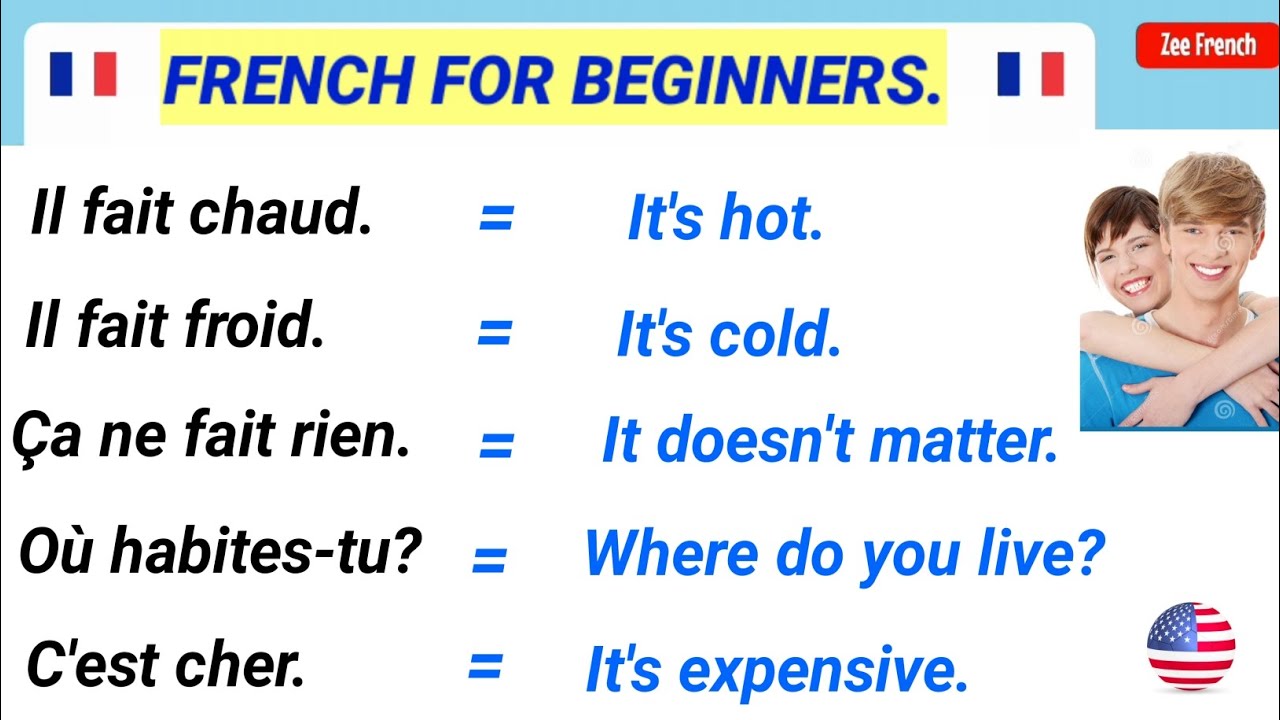 FRENCH FOR BEGINNERS.
Zee French
Il fait chaud. = It's hot.
Il fait froid. = It's cold.
Ça ne fait rien. = It doesn't matter.
Où habites-tu? = Where do you live?
C'est cher. = It's expensive.